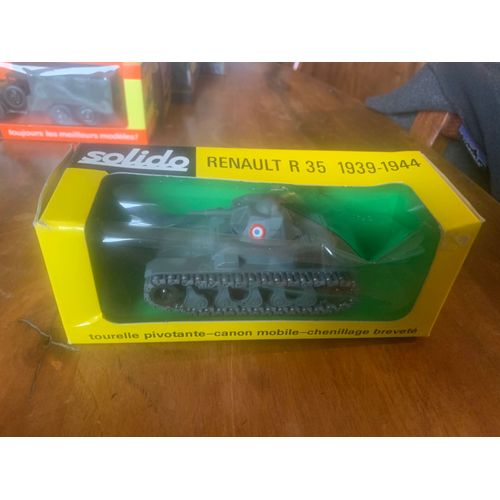 toujours les meilleurs modèles!
solido
RENAULT R 35 1939-1944
tourelle pivotante-canon mobile-chenillage breveté